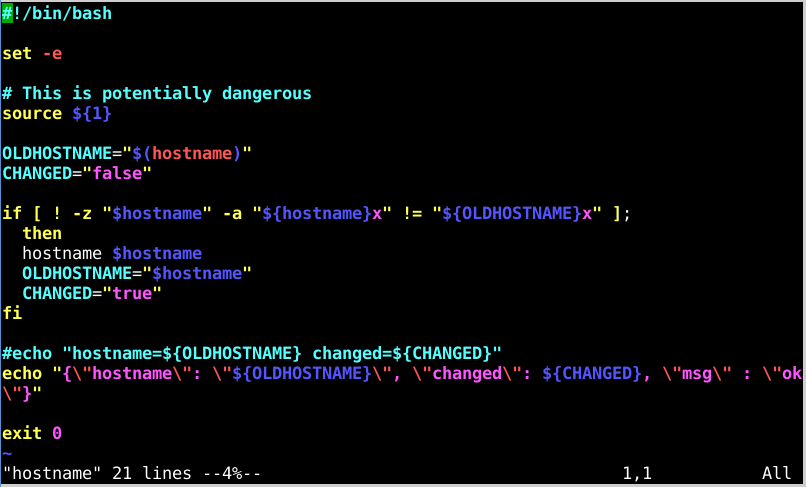 #!/bin/bash
set -e
# This is potentially dangerous
source ${1}
OLDHOSTNAME="$(hostname)"
CHANGED="false"
if [ ! -z "$hostname" -a "${hostname}x" != "${OLDHOSTNAME}x" ];
  then
  hostname $hostname
  OLDHOSTNAME="$hostname"
  CHANGED="true"
fi
#echo "hostname=${OLDHOSTNAME} changed=${CHANGED}"
echo "{\"hostname\": \"${OLDHOSTNAME}\", \"changed\": ${CHANGED}, \"msg\" : \"ok
\"}"
exit 0
~
"hostname" 21 lines --4%-- 1,1 All